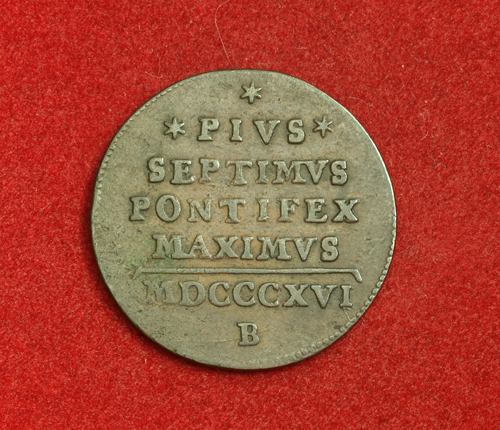 * PIVS *
SEPTIMVS
PONTIFEX
MAXIMVS
MDCCCXVI
B